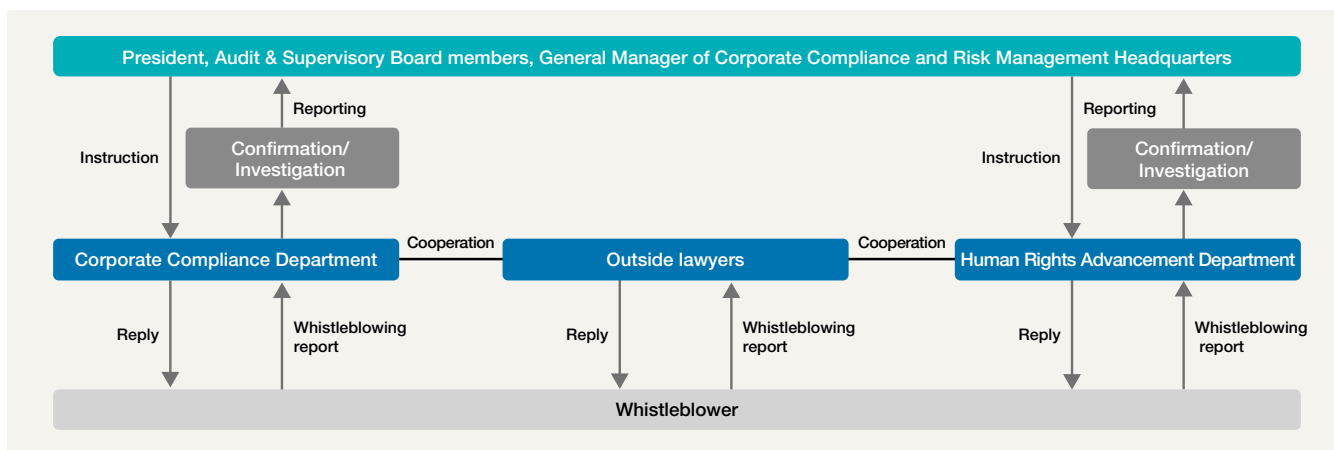 President, Audit & Supervisory Board members, General Manager of Corporate Compliance and Risk Management Headquarters
Reporting
Reporting
Instruction
Confirmation/
Investigation
Instruction
Confirmation/
Investigation
Cooperation
Cooperation
Corporate Compliance Department
Outside lawyers
Human Rights Advancement Department
Reply
Whistleblowing
report
Reply
Whistleblowing
report
Reply
Whistleblowing
report
Whistleblower